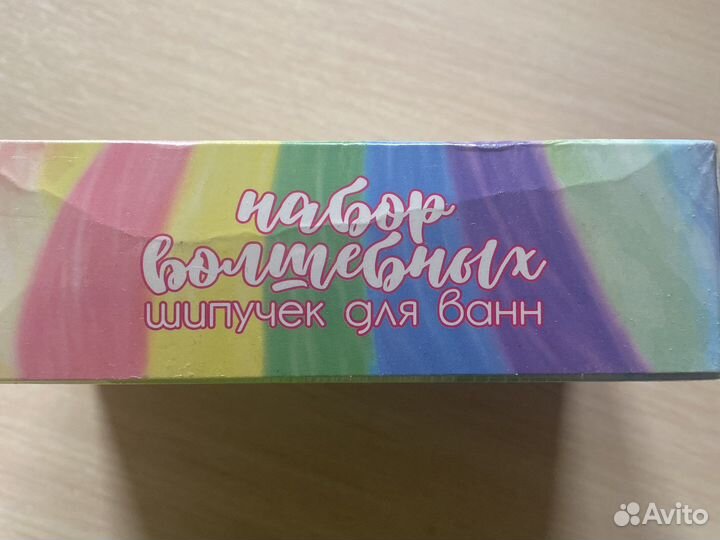 набор
волшебных
шипучек для ванн
Avito